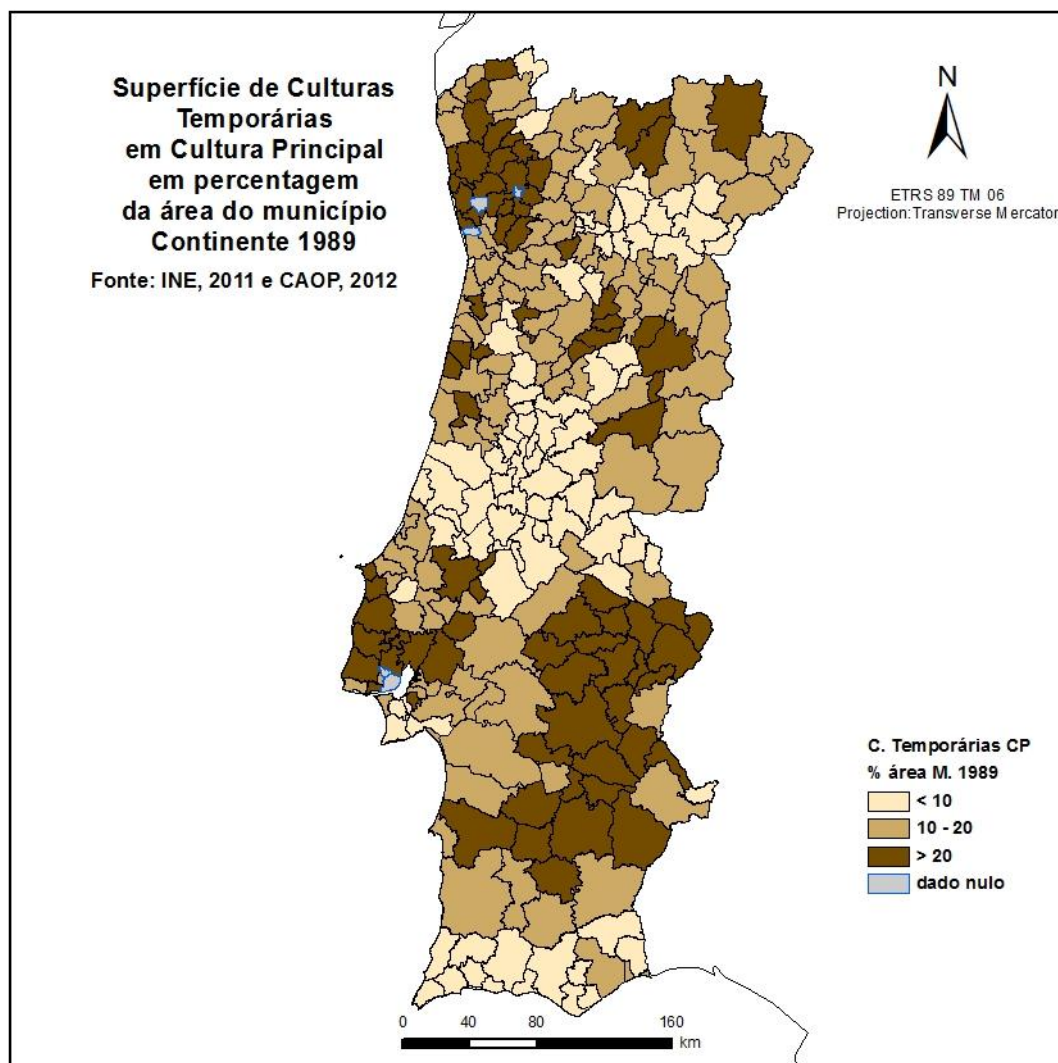 Superfície de Culturas
Temporárias
em Cultura Principal
em percentagem
da área do município
Continente 1989
Fonte: INE, 2011 e CAOP, 2012
N
ETRS 89 TM 06
Projection: Transverse Mercator
C. Temporárias CP
% área M. 1989
< 10
10 - 20
> 20
dado nulo
0 40 80 160
km